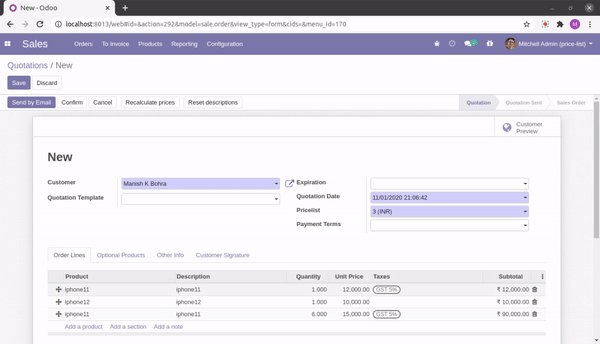 New - Odoo
localhost:8013/web#id=&action=292&model=sale.order&view_type=form&cids=&menu_id=170
Sales Orders To Invoice Products Reporting Configuration Mitchell Admin (price-list)
Quotations / New
Save Discard
Send by Email Confirm Cancel Recalculate prices Reset descriptions Quotation Quotation Sent Sales Order
Customer
Preview
New
Customer Manish K Bohra Expiration
Quotation Template Quotation Date 11/01/2020 21:06:42
Pricelist 3 (INR)
Payment Terms
Order Lines Optional Products Other Info Customer Signature
Product Description Quantity Unit Price Taxes Subtotal
iphone11 iphone11 1.000 12,000.00 GST 5% ₹ 12,000.00
iphone12 iphone12 1.000 10,000.00 ₹ 10,000.00
iphone11 iphone11 6.000 15,000.00 GST 5% ₹ 90,000.00
Add a product Add a section Add a note